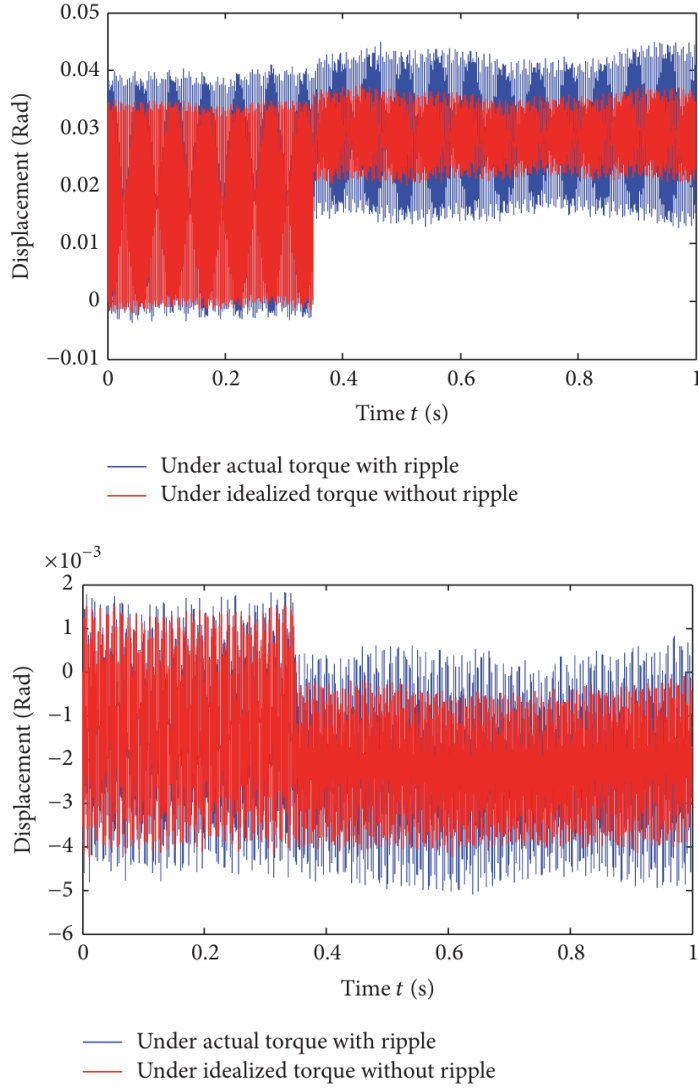 0.05
0.04
0.03
0.02
0.01
0
−0.01
Displacement (Rad)
0 0.2 0.4 0.6 0.8 1
Time t (s)
Under actual torque with ripple
Under idealized torque without ripple
×10⁻³
2
1
0
−1
−2
−3
−4
−5
−6
Displacement (Rad)
0 0.2 0.4 0.6 0.8 1
Time t (s)
Under actual torque with ripple
Under idealized torque without ripple